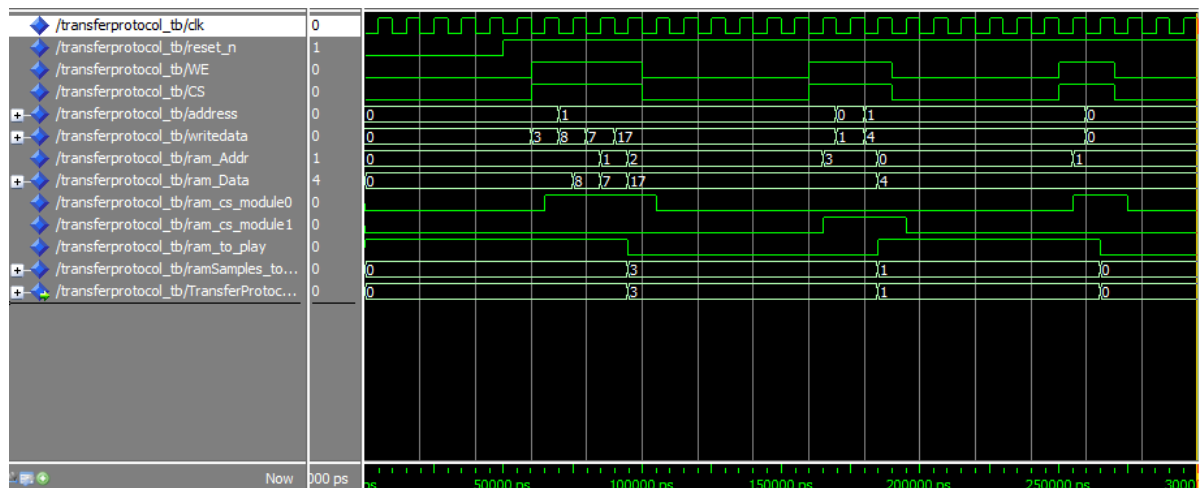 /transferprotocol_tb/clk 0
/transferprotocol_tb/reset_n 1
/transferprotocol_tb/WE 0
/transferprotocol_tb/CS 0
/transferprotocol_tb/address 0 0 1 0 1 0
/transferprotocol_tb/writedata 0 0 3 8 7 17 1 4 0
/transferprotocol_tb/ram_Addr 1 0 1 2 3 0 1
/transferprotocol_tb/ram_Data 4 0 8 7 17 4
/transferprotocol_tb/ram_cs_module0 0
/transferprotocol_tb/ram_cs_module1 0
/transferprotocol_tb/ram_to_play 0
/transferprotocol_tb/ramSamples_to... 0 0 3 1 0
/transferprotocol_tb/TransferProtoc... 0 0 3 1 0
Now 000 ps ps 50000 ps 100000 ps 150000 ps 200000 ps 250000 ps 3000